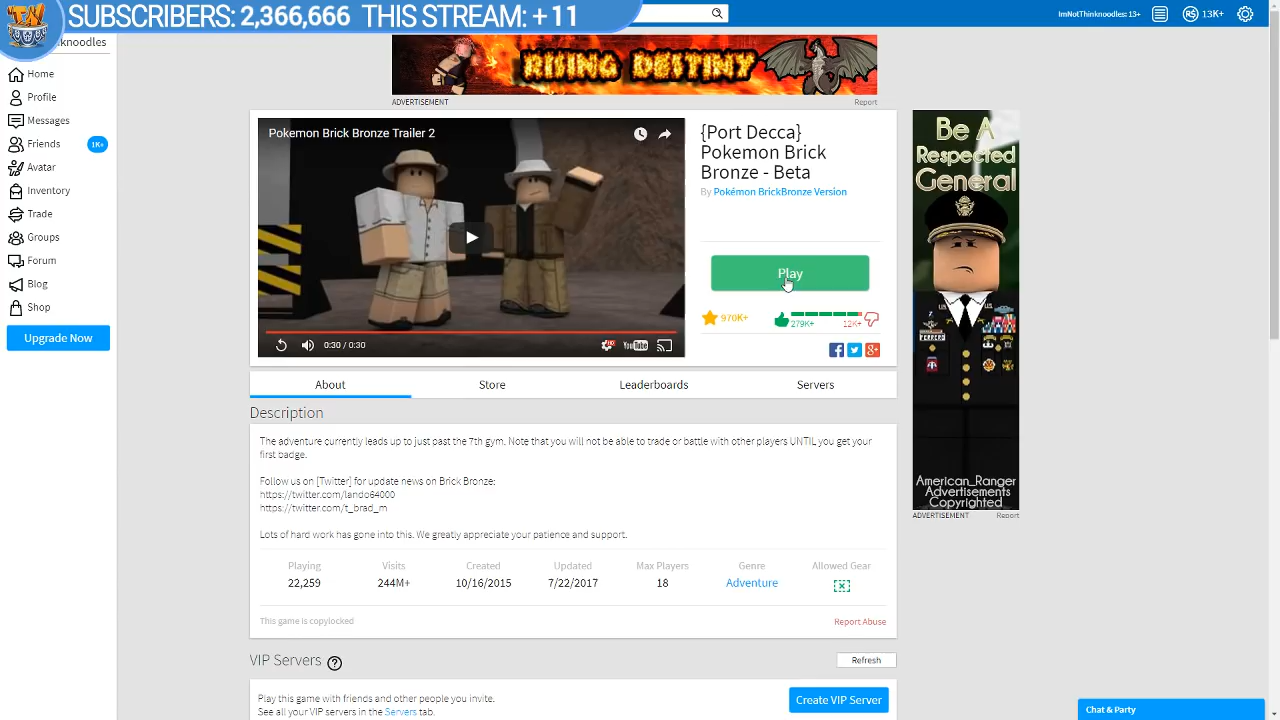 SUBSCRIBERS: 2,366,666 THIS STREAM: +11
TW
knoodles
ImNotThinknoodles: 13+
R$ 13K+
Home
Profile
Messages
Friends 1K+
Avatar
Inventory
Trade
Groups
Forum
Blog
Shop
Upgrade Now
RISING DESTINY
ADVERTISEMENT Report
Pokemon Brick Bronze Trailer 2
0:30 / 0:30
HD
YouTube
{Port Decca}
Pokemon Brick
Bronze - Beta
By Pokémon BrickBronze Version
Play
970K+
279K+ 12K+
About Store Leaderboards Servers
Description
The adventure currently leads up to just past the 7th gym. Note that you will not be able to trade or battle with other players UNTIL you get your
first badge.
Follow us on [Twitter] for update news on Brick Bronze:
https://twitter.com/lando64000
https://twitter.com/t_brad_m
Lots of hard work has gone into this. We greatly appreciate your patience and support.
Playing Visits Created Updated Max Players Genre Allowed Gear
22,259 244M+ 10/16/2015 7/22/2017 18 Adventure
This game is copylocked Report Abuse
VIP Servers ?
Refresh
Play this game with friends and other people you invite.
See all your VIP servers in the Servers tab.
Create VIP Server
Be A
Respected
General
U.S U.S
American_Ranger
Advertisements
Copyrighted
ADVERTISEMENT Report
Chat & Party